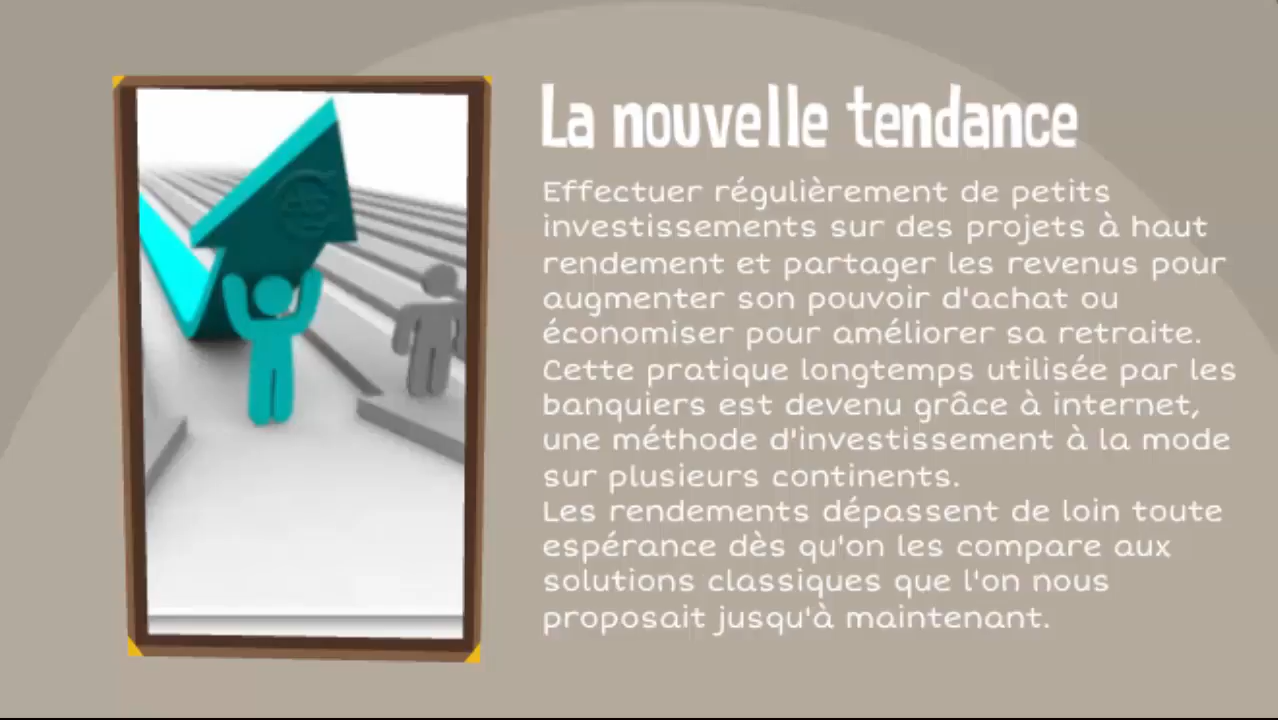 La nouvelle tendance
Effectuer régulièrement de petits
investissements sur des projets à haut
rendement et partager les revenus pour
augmenter son pouvoir d'achat ou
économiser pour améliorer sa retraite.
Cette pratique longtemps utilisée par les
banquiers est devenu grâce à internet,
une méthode d'investissement à la mode
sur plusieurs continents.
Les rendements dépassent de loin toute
espérance dès qu'on les compare aux
solutions classiques que l'on nous
proposait jusqu'à maintenant.